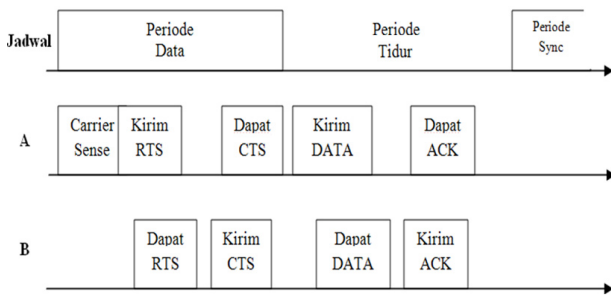 Jadwal
Periode
Data
Periode
Tidur
Periode
Sync
A
Carrier
Sense
Kirim
RTS
Dapat
CTS
Kirim
DATA
Dapat
ACK
B
Dapat
RTS
Kirim
CTS
Dapat
DATA
Kirim
ACK